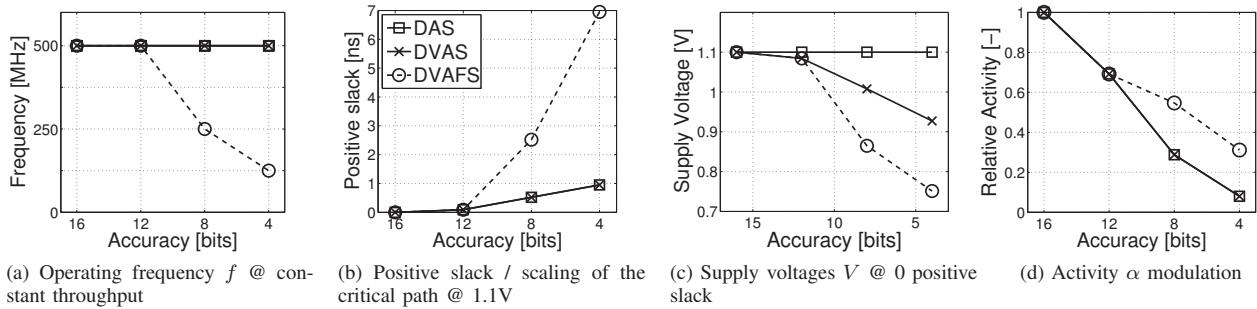 Frequency [MHz]
500
250
0
16
12
8
4
Accuracy [bits]
(a) Operating frequency f @ con-
stant throughput
Positive slack [ns]
7
6
5
4
3
2
1
0
DAS
DVAS
DVAFS
16
12
8
4
Accuracy [bits]
(b) Positive slack / scaling of the
critical path @ 1.1V
Supply Voltage [V]
1.1
1
0.9
0.8
0.7
15
10
5
Accuracy [bits]
(c) Supply voltages V @ 0 positive
slack
Relative Activity [-]
1
0.8
0.6
0.4
0.2
0
16
12
8
4
Accuracy [bits]
(d) Activity α modulation